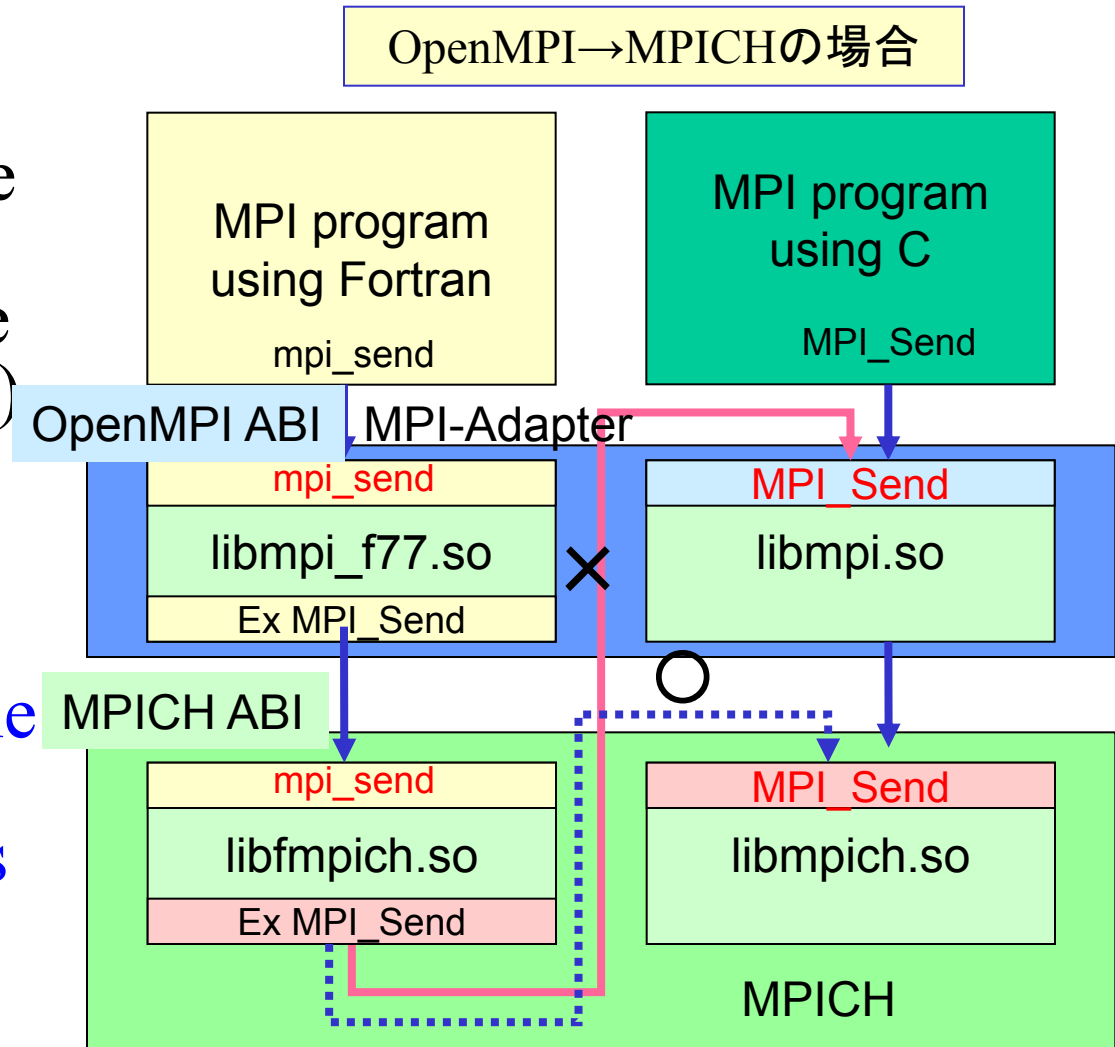 OpenMPI→MPICHの場合
MPI program
using Fortran
mpi_send
MPI program
using C
MPI_Send
e
e
)
OpenMPI ABI
MPI-Adapter
mpi_send
libmpi_f77.so
Ex MPI_Send
MPI_Send
libmpi.so
×
○
MPICH ABI
s
mpi_send
libfmpich.so
Ex MPI_Send
MPI_Send
libmpich.so
MPICH